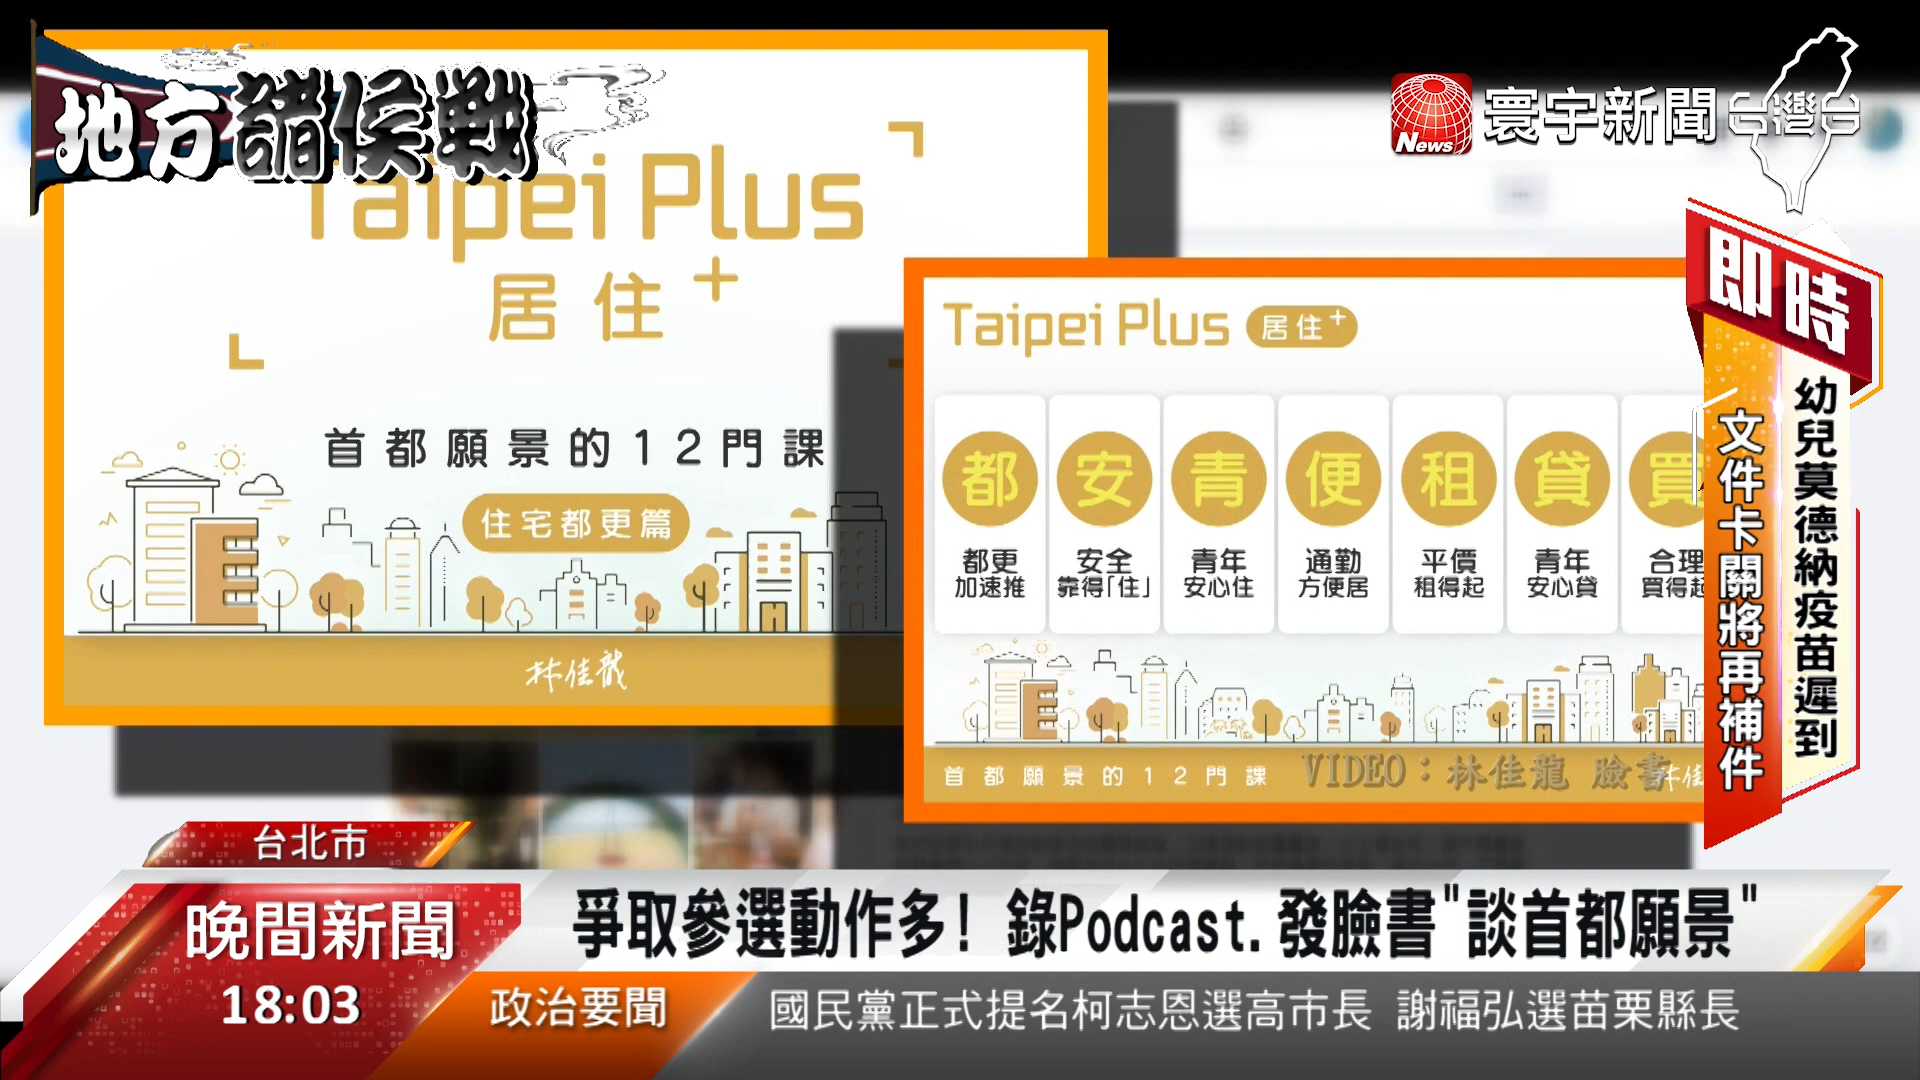 地方諸侯戰
News
寰宇新聞
台灣台
Taipei Plus
居住+
首都願景的12門課
住宅都更篇
林佳龍
Taipei Plus 居住+
都 安 青 便 租 貸 買
都更 安全 青年 通勤 平價 青年 合理
加速推 靠得「住」 安心住 方便居 租得起 安心貸 買得起
首都願景的12門課
VIDEO：林佳龍 臉書
即時
幼兒莫德納疫苗遲到
文件卡關將再補件
台北市
晚間新聞
爭取參選動作多! 錄Podcast.發臉書"談首都願景"
18:03
政治要聞
國民黨正式提名柯志恩選高市長 謝福弘選苗栗縣長